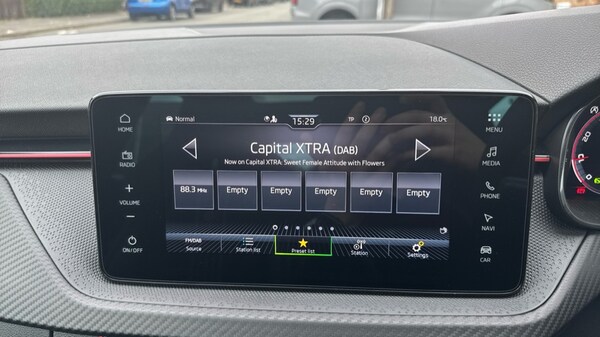 HOME
RADIO
+
VOLUME
−
ON/OFF
Normal
15:29
TP
18.0°C
Capital XTRA (DAB)
Now on Capital XTRA: Sweet Female Attitude with Flowers
88.3 MHz
Empty
Empty
Empty
Empty
Empty
FM/DAB
Source
Station list
Preset list
Station
Settings
MENU
MEDIA
PHONE
NAVI
CAR